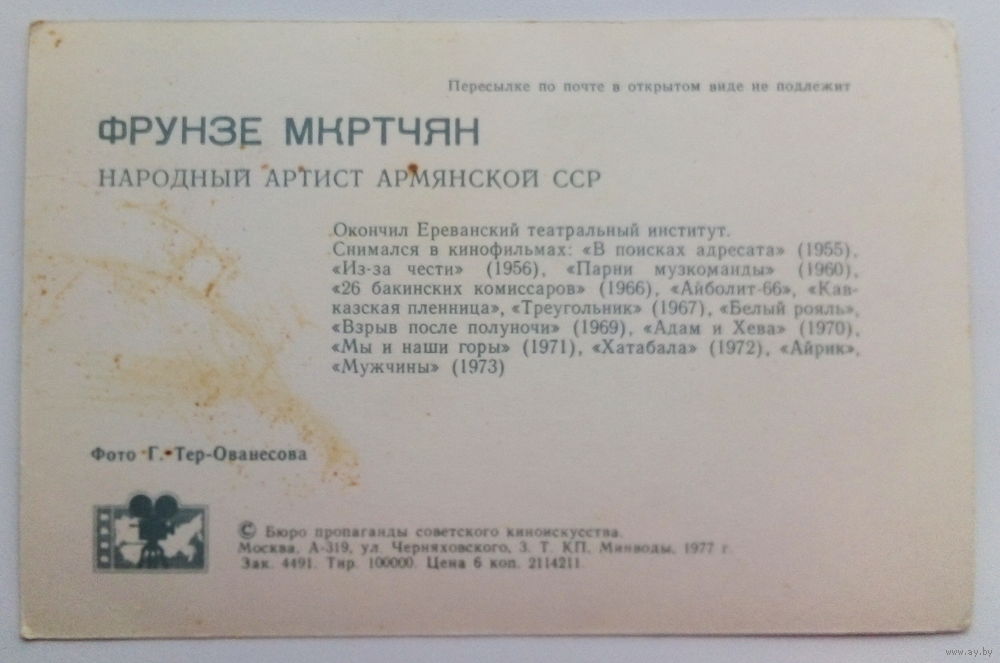 Пересылке по почте в открытом виде не подлежит
ФРУНЗЕ МКРТЧЯН
НАРОДНЫЙ АРТИСТ АРМЯНСКОЙ ССР
Окончил Ереванский театральный институт.
Снимался в кинофильмах: «В поисках адресата» (1955),
«Из-за чести» (1956), «Парни музкоманды» (1960),
«26 бакинских комиссаров» (1966), «Айболит-66», «Кав-
казская пленница», «Треугольник» (1967), «Белый рояль»,
«Взрыв после полуночи» (1969), «Адам и Хева» (1970),
«Мы и наши горы» (1971), «Хатабала» (1972), «Айрик»,
«Мужчины» (1973)
Фото Г. Тер-Ованесова
© Бюро пропаганды советского киноискусства.
Москва, А-319, ул. Черняховского, 3. Т. КП. Минводы, 1977 г.
Зак. 4491. Тир. 100000. Цена 6 коп. 2114211.
www.ay.by